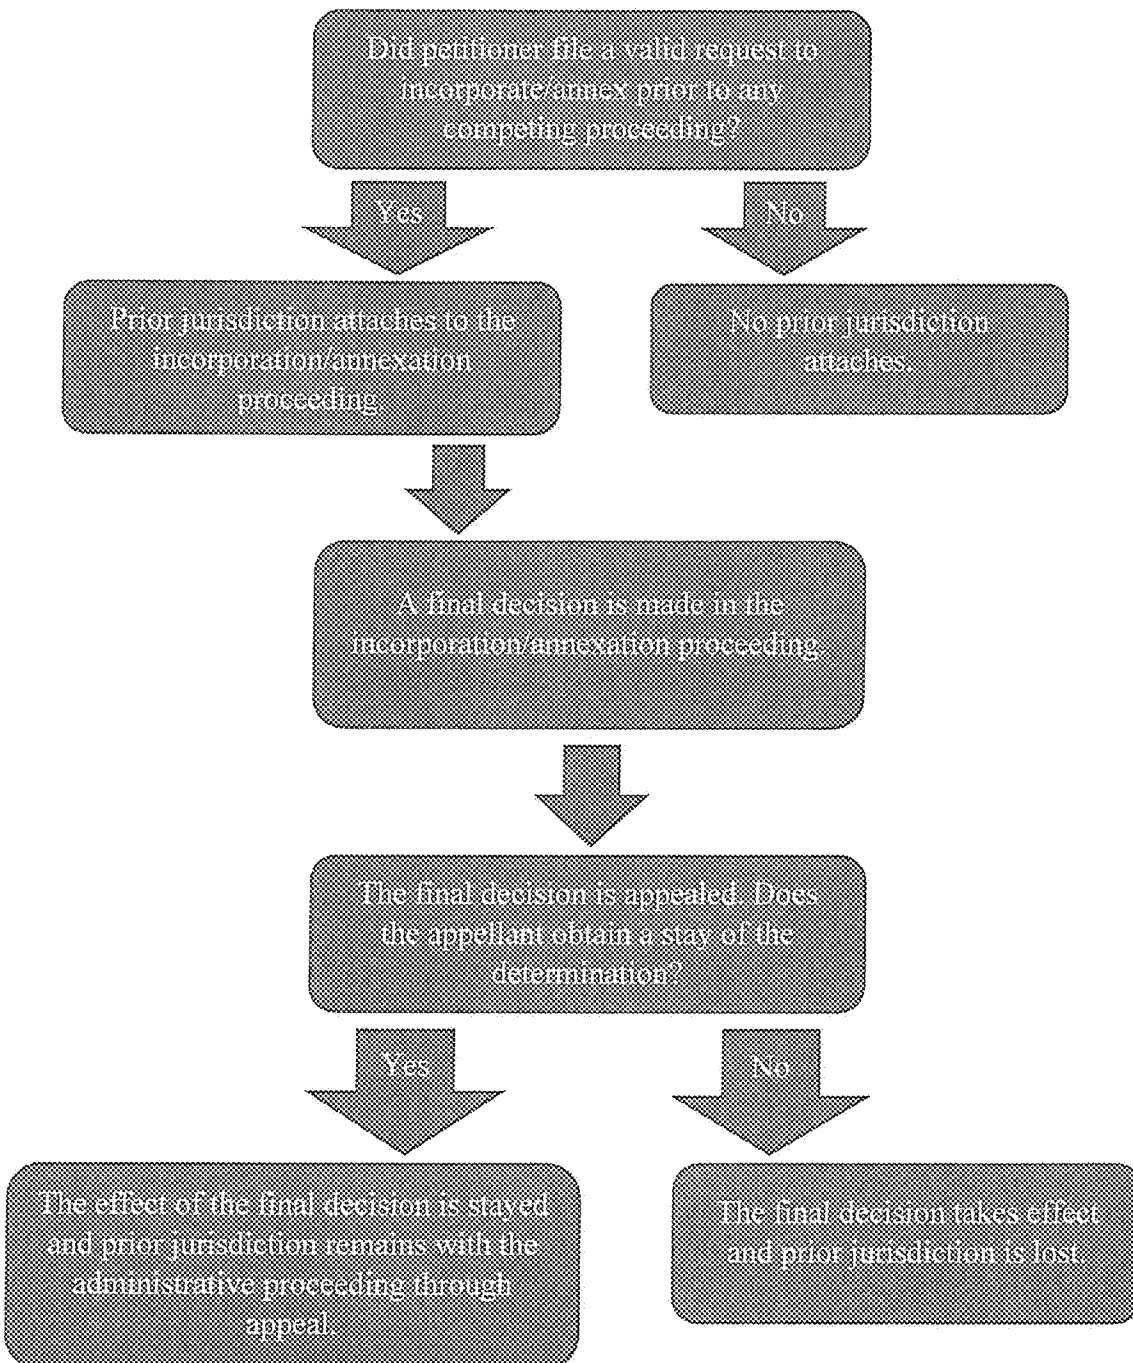 Did petitioner file a valid request to
incorporate/annex prior to any
competing proceeding?
Yes
No
Prior jurisdiction attaches to the
incorporation/annexation
proceeding
No prior jurisdiction
attaches.
A final decision is made in the
incorporation/annexation proceeding.
The final decision is appealed. Does
the appellant obtain a stay of the
determination?
Yes
No
The effect of the final decision is stayed
and prior jurisdiction remains with the
administrative proceeding through
appeal.
The final decision takes effect
and prior jurisdiction is lost.